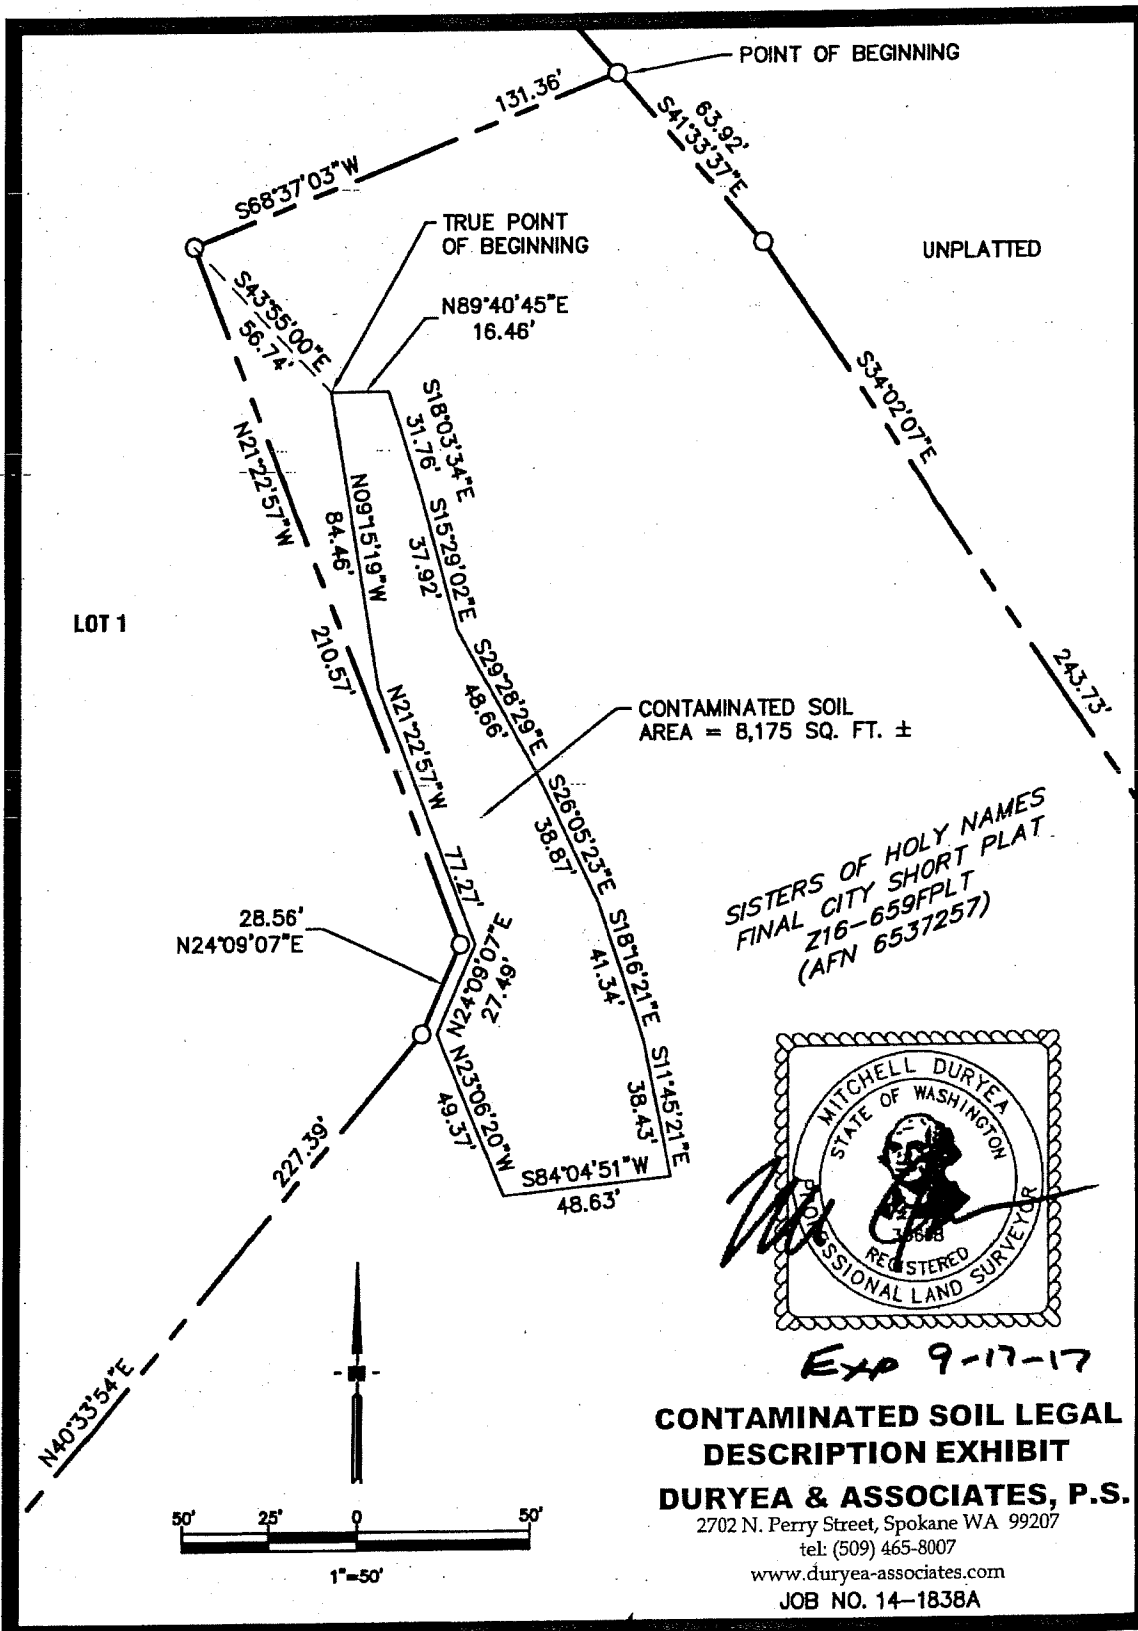 POINT OF BEGINNING
131.36'
S68°37'03"W
63.92'
S41°33'37"E
TRUE POINT
OF BEGINNING
UNPLATTED
S43°55'00"E
56.74'
N89°40'45"E
16.46'
S18°03'34"E
31.76'
S34°02'07"E
243.73'
N21°22'57"W
210.57'
N09°15'19"W
84.46'
S15°29'02"E
37.92'
LOT 1
S29°28'29"E
48.66'
CONTAMINATED SOIL
AREA = 8,175 SQ. FT. ±
N21°22'57"W
77.27'
S26°05'23"E
38.87'
SISTERS OF HOLY NAMES
FINAL CITY SHORT PLAT
Z16-659FPLT
(AFN 6537257)
28.56'
N24°09'07"E
N24°09'07"E
27.49'
S18°16'21"E
41.34'
N23°06'20"W
49.37'
S11°45'21"E
38.43'
S84°04'51"W
48.63'
227.39'
N40°33'54"E
MITCHELL DURYEA
STATE OF WASHINGTON
REGISTERED
LAND SURVEYOR
Exp 9-17-17
50' 25' 0 50'
1"=50'
CONTAMINATED SOIL LEGAL
DESCRIPTION EXHIBIT
DURYEA & ASSOCIATES, P.S.
2702 N. Perry Street, Spokane WA 99207
tel: (509) 465-8007
www.duryea-associates.com
JOB NO. 14-1838A